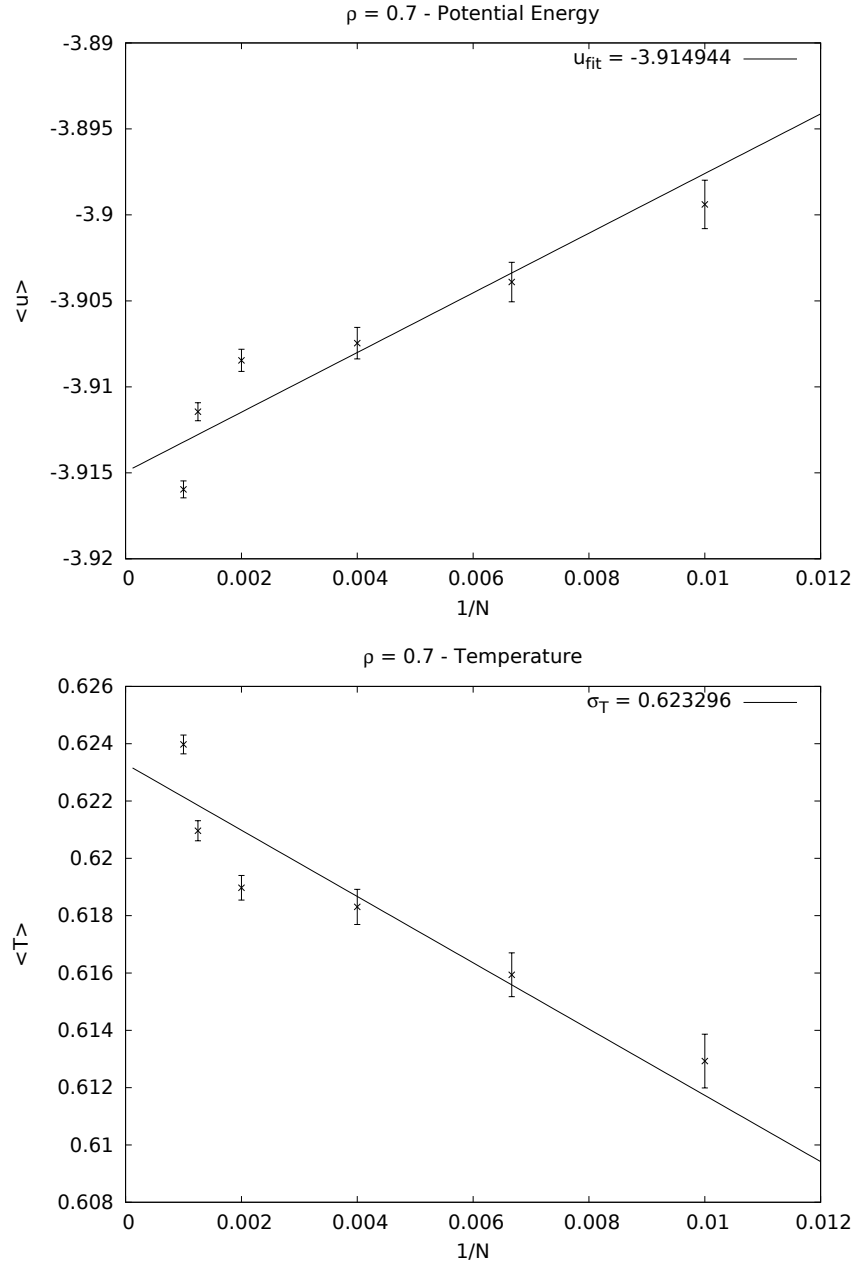 ρ = 0.7 - Potential Energy
-3.89
u_fit = -3.914944
-3.895
-3.9
-3.905
<u>
-3.91
-3.915
-3.92
0 0.002 0.004 0.006 0.008 0.01 0.012
1/N
ρ = 0.7 - Temperature
0.626
σ_T = 0.623296
0.624
0.622
0.62
0.618
<T>
0.616
0.614
0.612
0.61
0.608
0 0.002 0.004 0.006 0.008 0.01 0.012
1/N